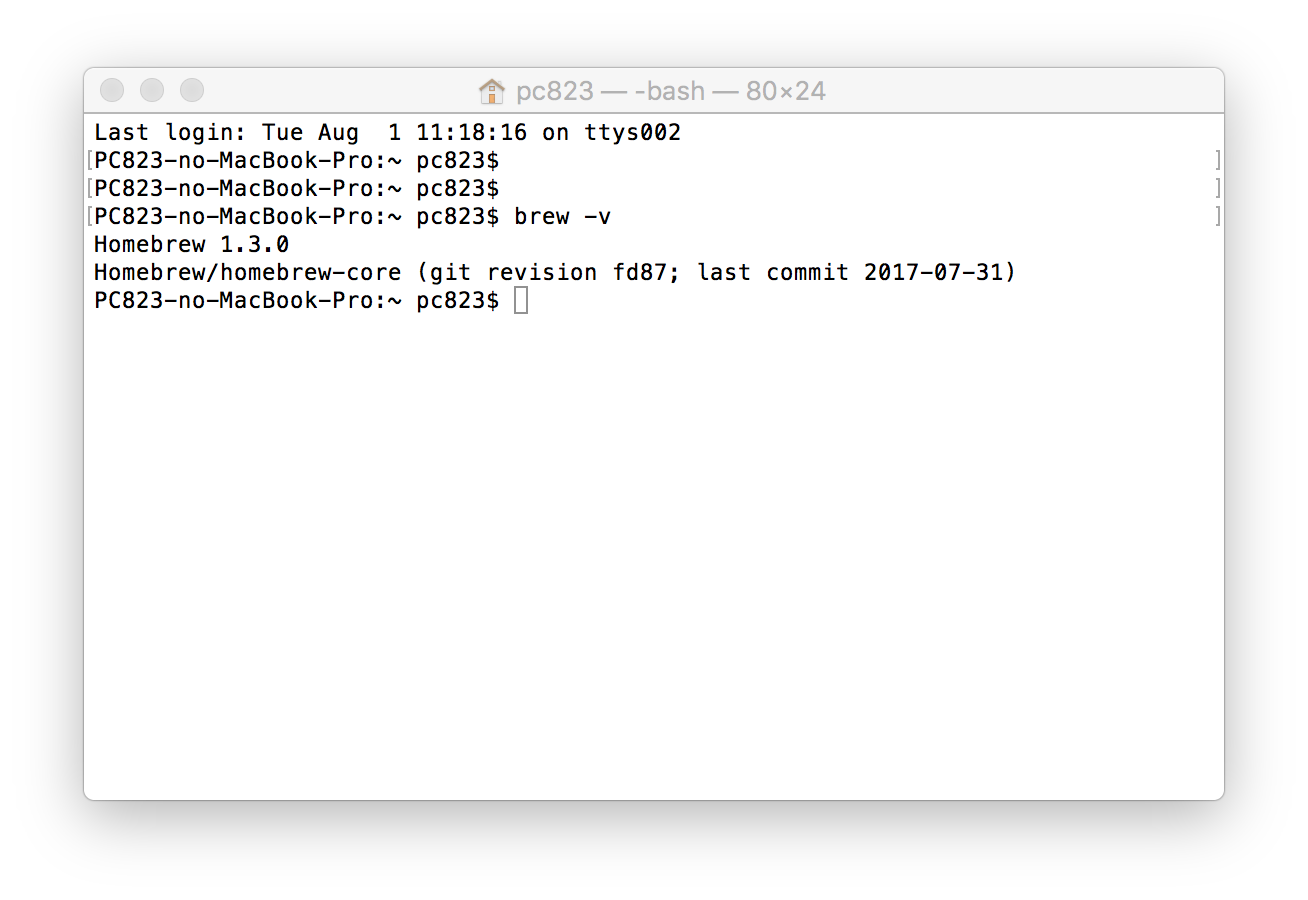 pc823 — -bash — 80×24
Last login: Tue Aug  1 11:18:16 on ttys002
[PC823-no-MacBook-Pro:~ pc823$ ]
[PC823-no-MacBook-Pro:~ pc823$ ]
[PC823-no-MacBook-Pro:~ pc823$ brew -v ]
Homebrew 1.3.0
Homebrew/homebrew-core (git revision fd87; last commit 2017-07-31)
PC823-no-MacBook-Pro:~ pc823$